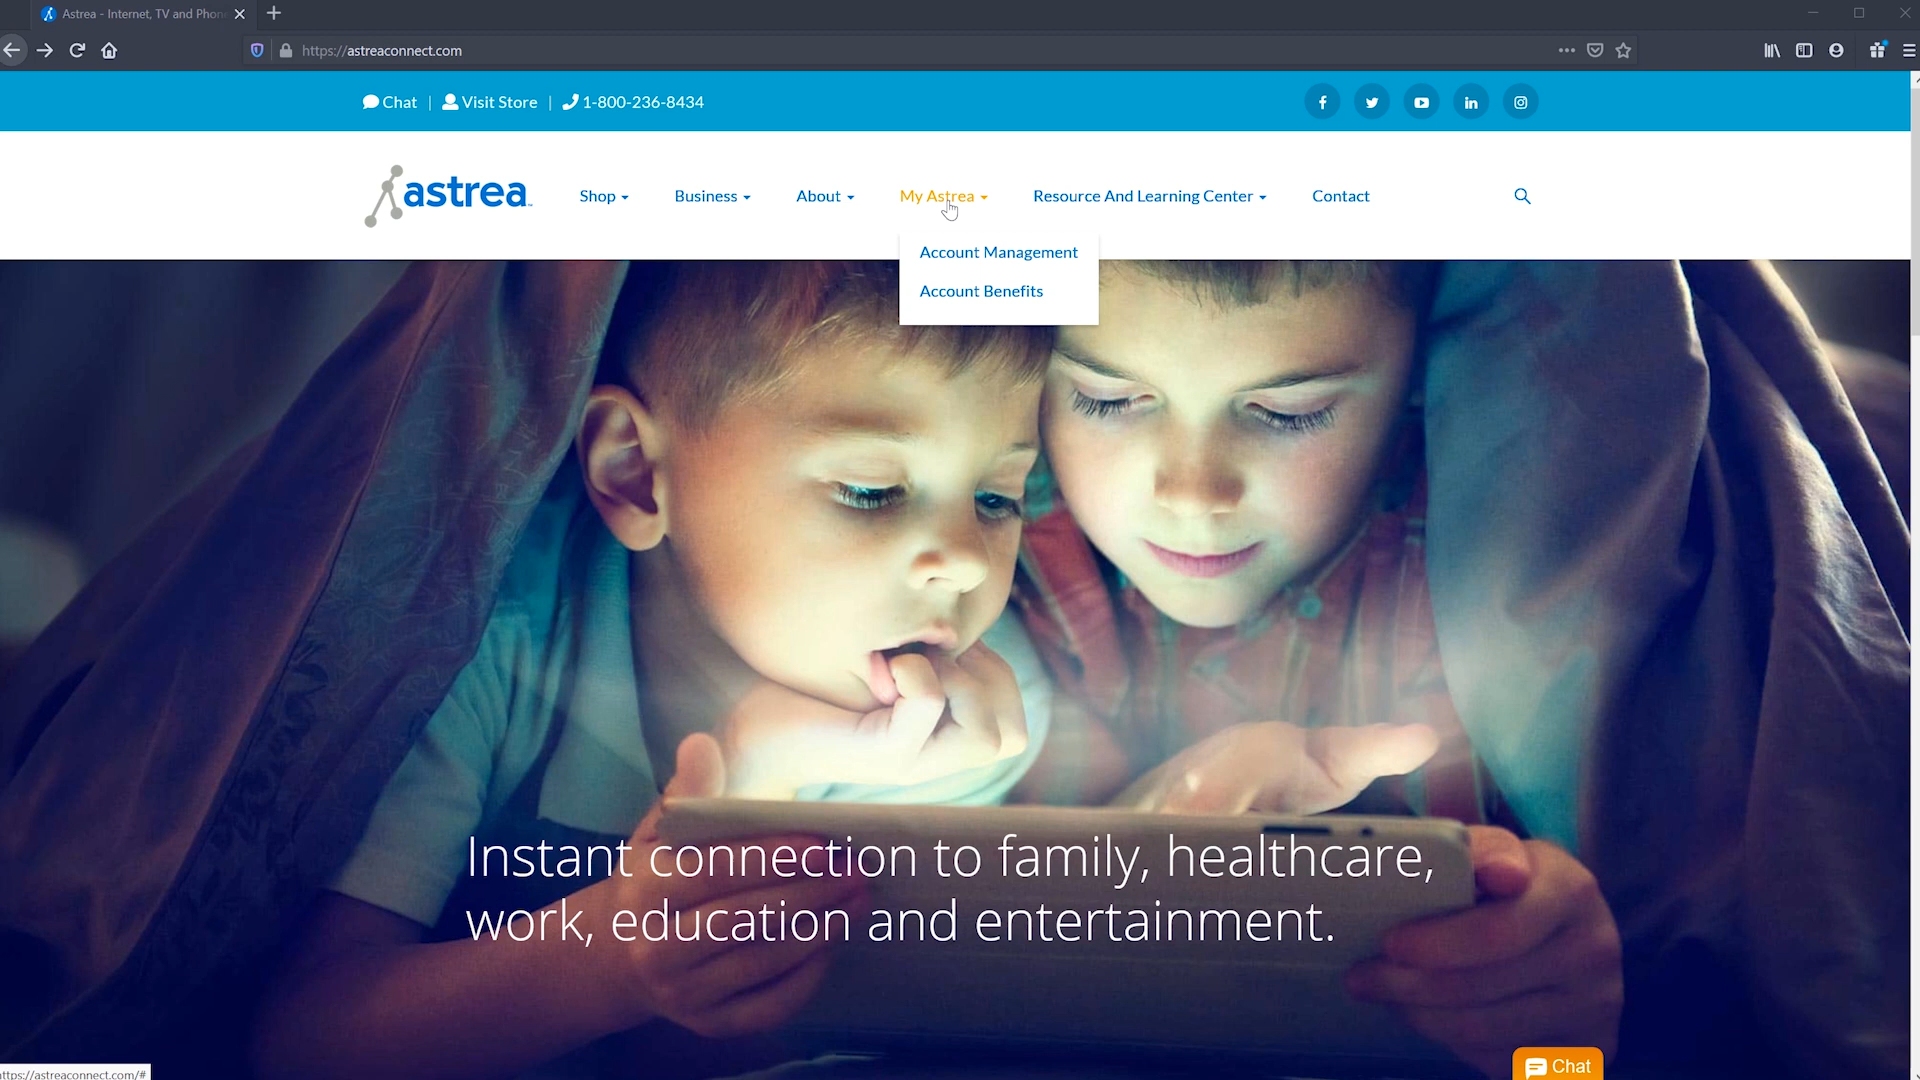 Astrea - Internet, TV and Phon
https://astreaconnect.com
Chat | Visit Store | 1-800-236-8434
astrea
Shop
Business
About
My Astrea
Resource And Learning Center
Contact
Account Management
Account Benefits
Instant connection to family, healthcare,
work, education and entertainment.
Chat
ttps://astreaconnect.com/#